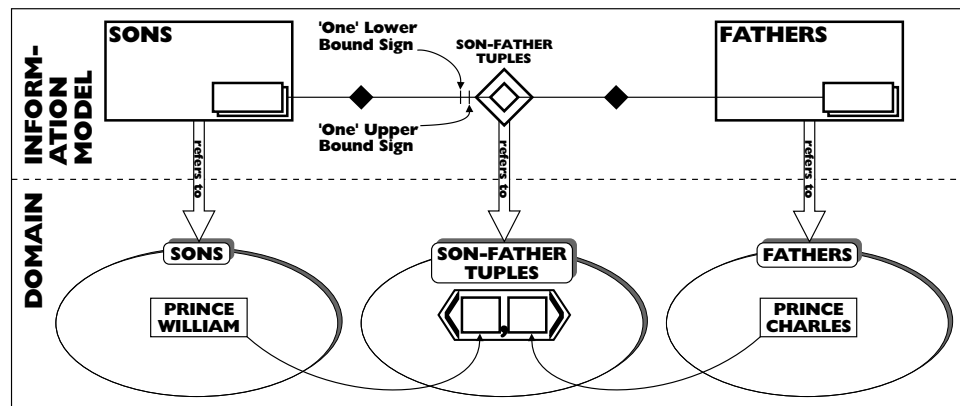 INFORM-
ATION
MODEL
SONS
'One' Lower
Bound Sign
SON-FATHER
TUPLES
FATHERS
'One' Upper
Bound Sign
refers to
refers to
refers to
DOMAIN
SONS
SON-FATHER
TUPLES
FATHERS
PRINCE
WILLIAM
,
PRINCE
CHARLES